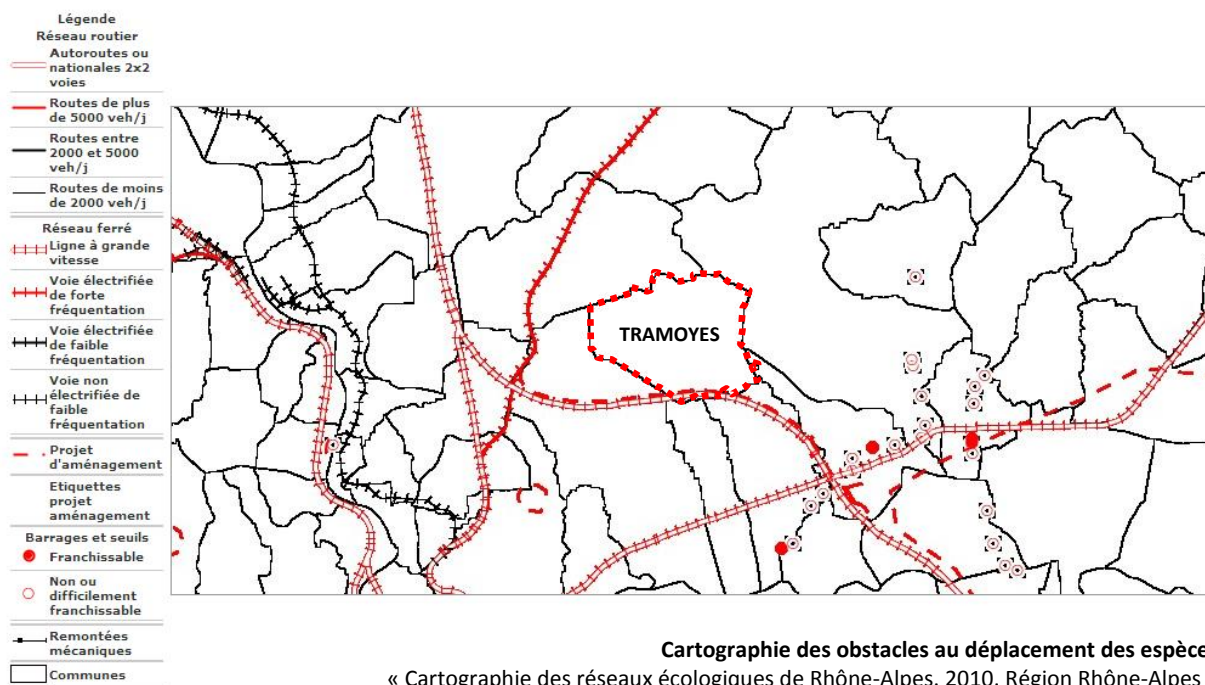 Légende
Réseau routier
Autoroutes ou
nationales 2x2
voies
Routes de plus
de 5000 veh/j
Routes entre
2000 et 5000
veh/j
Routes de moins
de 2000 veh/j
Réseau ferré
Ligne à grande
vitesse
Voie électrifiée
de forte
fréquentation
Voie électrifiée
de faible
fréquentation
Voie non
électrifiée de
faible
fréquentation
Projet
d'aménagement
Etiquettes
projet
aménagement
Barrages et seuils
Franchissable
Non ou
difficilement
franchissable
Remontées
mécaniques
Communes
TRAMOYES
Cartographie des obstacles au déplacement des espèce
« Cartographie des réseaux écologiques de Rhône-Alpes, 2010, Région Rhône-Alpes